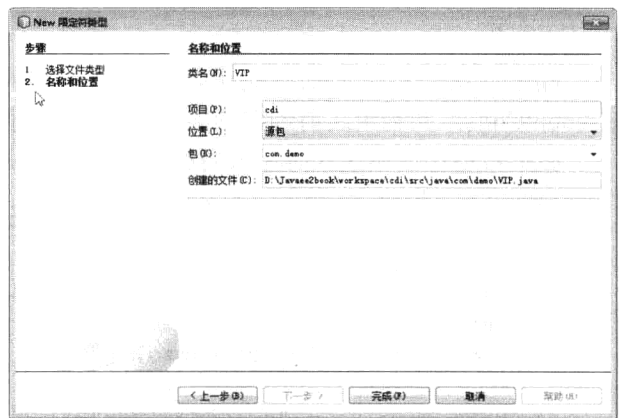 New 限定符类型
步骤
1 选择文件类型
2. 名称和位置
名称和位置
类名(N): VIP
项目(P): cdi
位置(L): 源包
包(K): com.demo
创建的文件(C): D:\Javaee2book\workspace\cdi\src\java\com\demo\VIP.java
< 上一步(B)
下一步 >
完成(F)
取消
帮助(H)